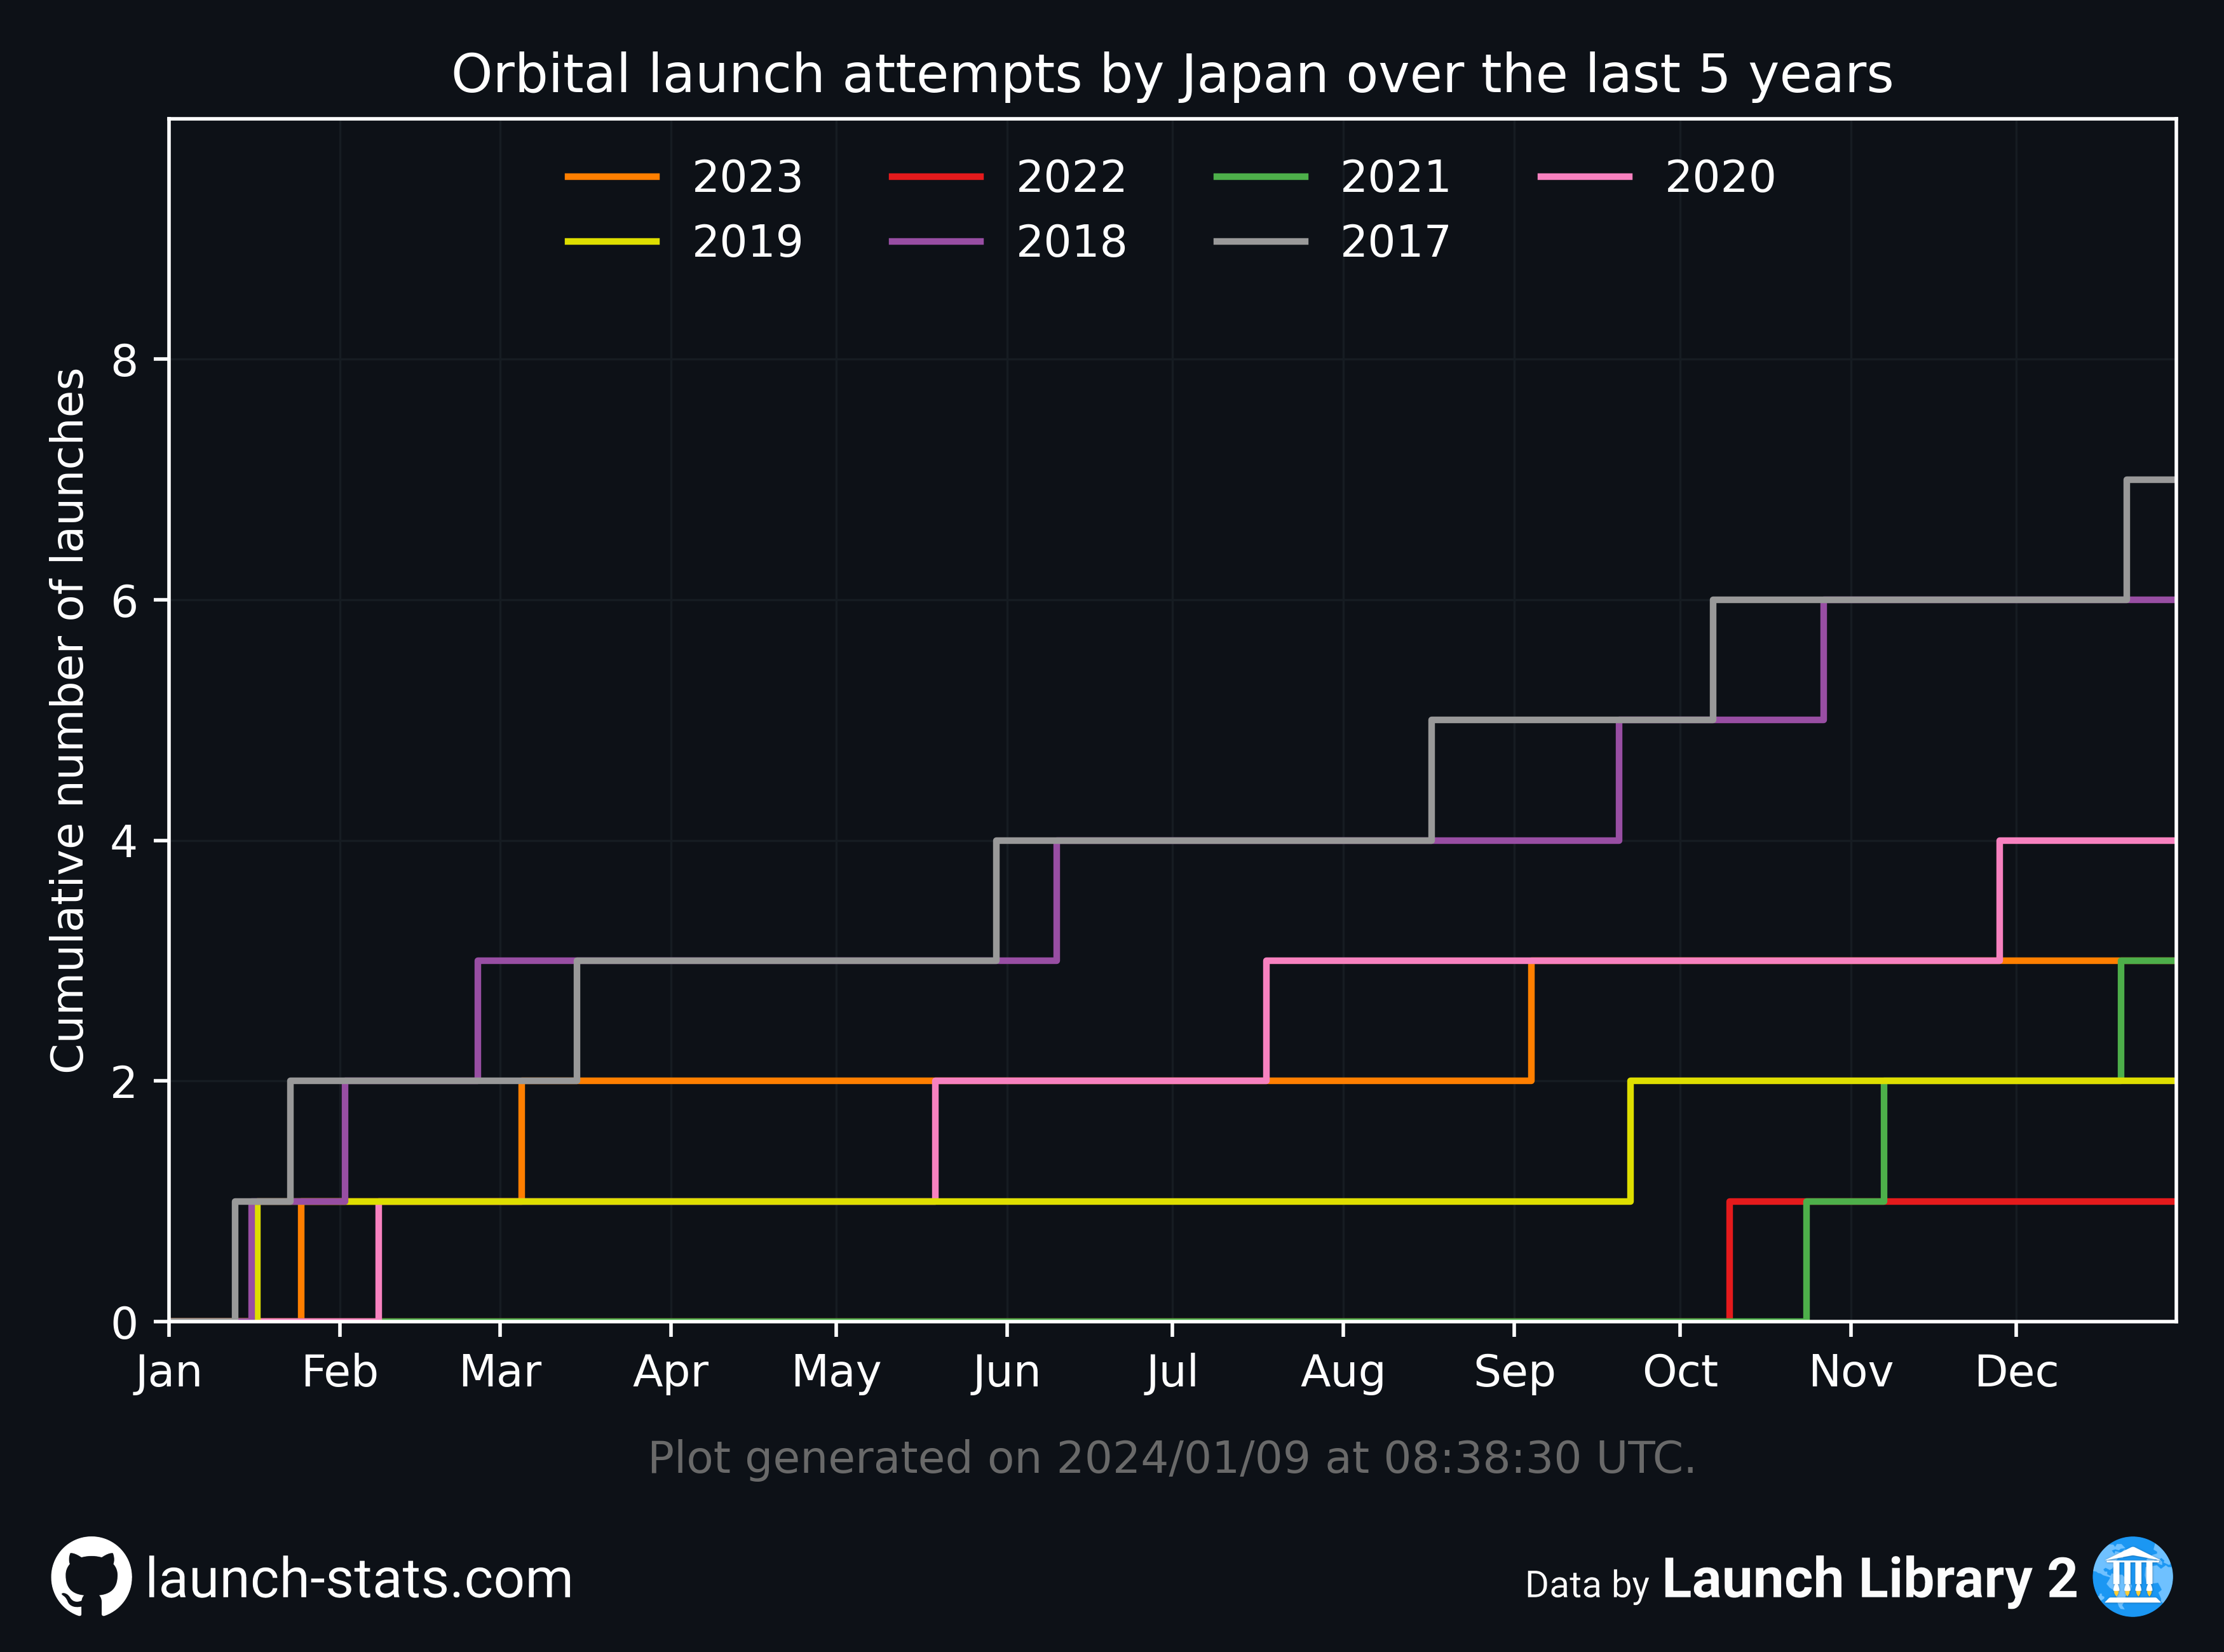 Orbital launch attempts by Japan over the last 5 years
2023 2022 2021 2020
2019 2018 2017
Cumulative number of launches
8
6
4
2
0
Jan Feb Mar Apr May Jun Jul Aug Sep Oct Nov Dec
Plot generated on 2024/01/09 at 08:38:30 UTC.
launch-stats.com
Data by Launch Library 2